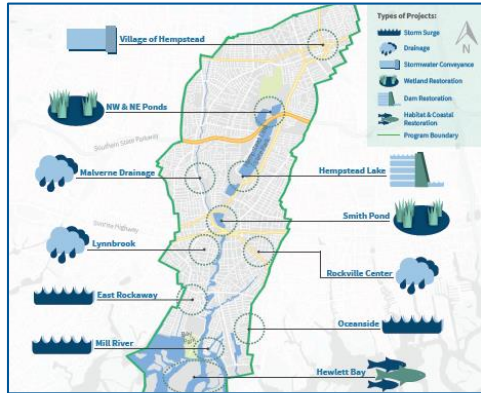 Types of Projects:
Storm Surge
Drainage
Stormwater Conveyance
Wetland Restoration
Dam Restoration
Habitat & Coastal
Restoration
Program Boundary
N
Village of Hempstead
NW & NE Ponds
Southern State Parkway
Malverne Drainage
Hempstead Lake
Smith Pond
Sunrise Highway
Lynnbrook
Rockville Center
East Rockaway
Oceanside
Mill River
Hewlett Bay